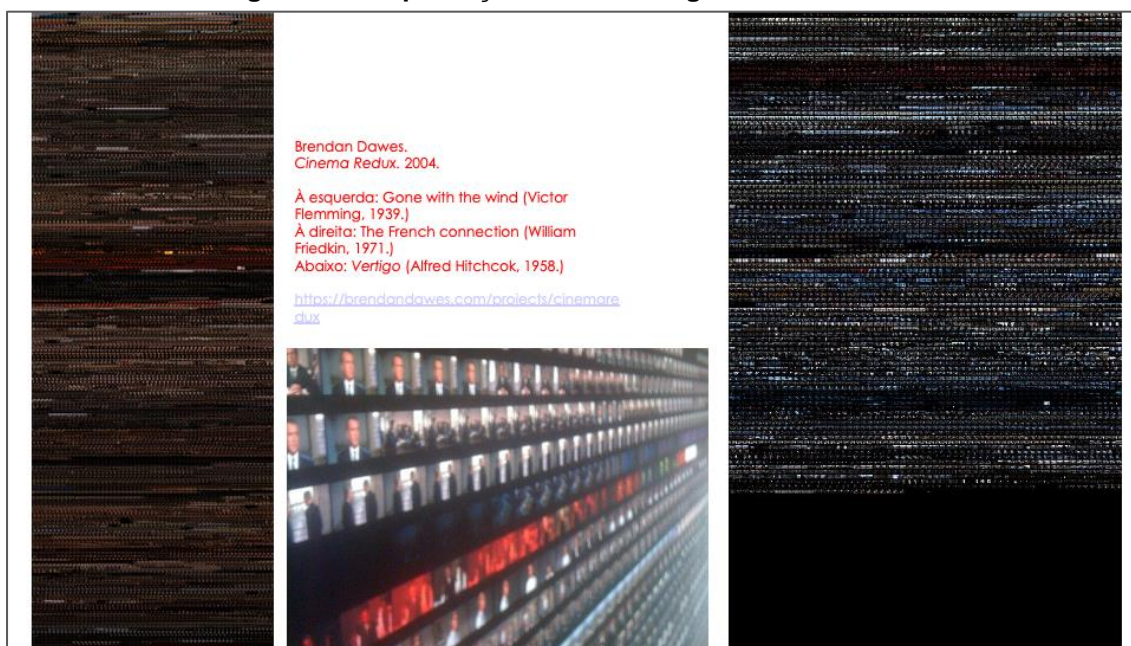 Brendan Dawes.
Cinema Redux. 2004.
À esquerda: Gone with the wind (Victor
Flemming, 1939.)
À direita: The French connection (William
Friedkin, 1971.)
Abaixo: Vertigo (Alfred Hitchcok, 1958.)
https://brendandawes.com/projects/cinemare
dux